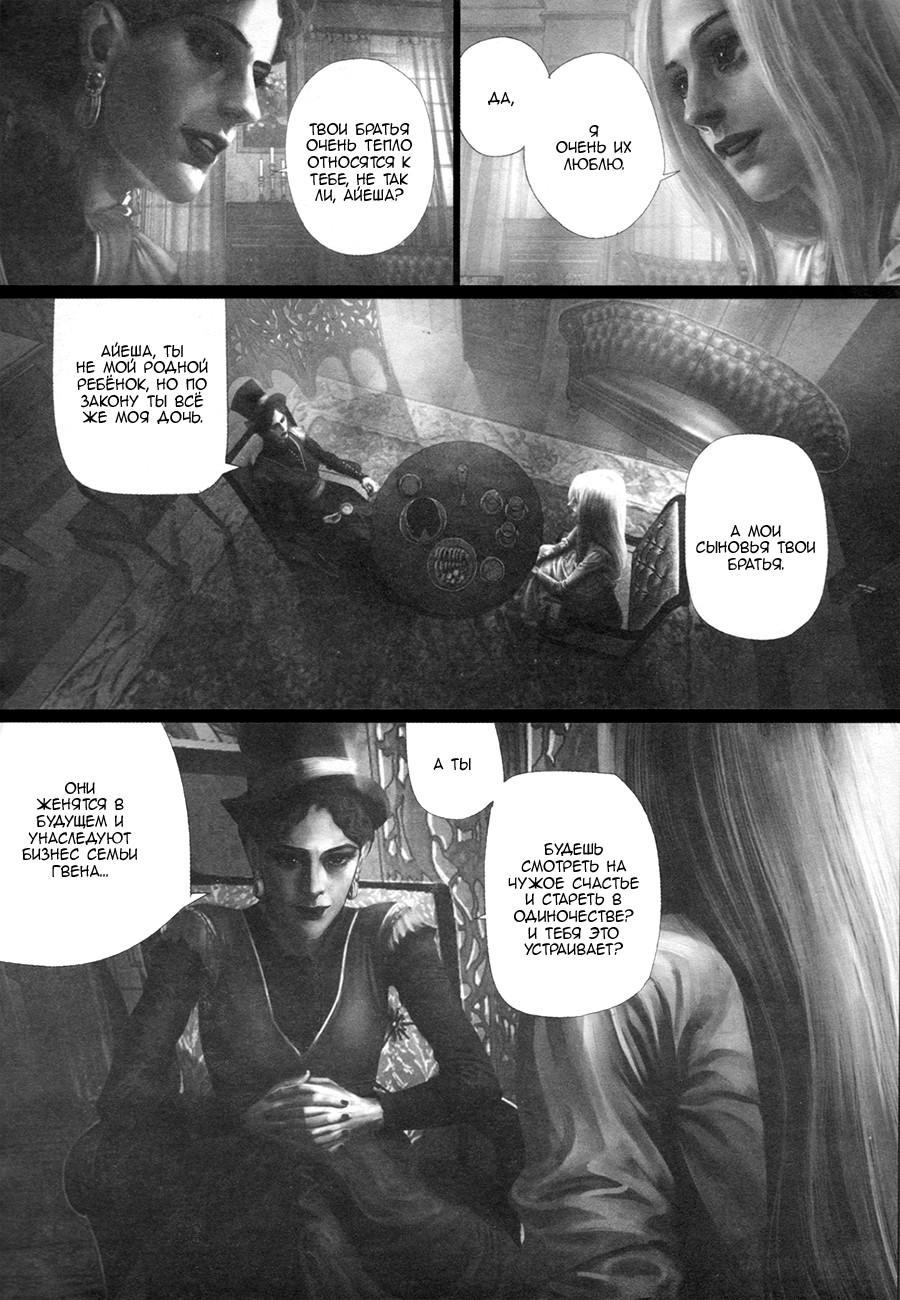 ТВОИ БРАТЬЯ
ОЧЕНЬ ТЕПЛО
ОТНОСЯТСЯ К
ТЕБЕ, НЕ ТАК
ЛИ, АЙЕША?
ДА,
Я
ОЧЕНЬ ИХ
ЛЮБЛЮ.
АЙЕША, ТЫ
НЕ МОЙ РОДНОЙ
РЕБЁНОК, НО ПО
ЗАКОНУ ТЫ ВСЁ
ЖЕ МОЯ ДОЧЬ.
А МОИ
СЫНОВЬЯ ТВОИ
БРАТЬЯ.
ОНИ
ЖЕНЯТСЯ В
БУДУЩЕМ И
УНАСЛЕДУЮТ
БИЗНЕС СЕМЬИ
ГВЕНА...
А ТЫ
БУДЕШЬ
СМОТРЕТЬ НА
ЧУЖОЕ СЧАСТЬЕ
И СТАРЕТЬ В
ОДИНОЧЕСТВЕ?
И ТЕБЯ ЭТО
УСТРАИВАЕТ?